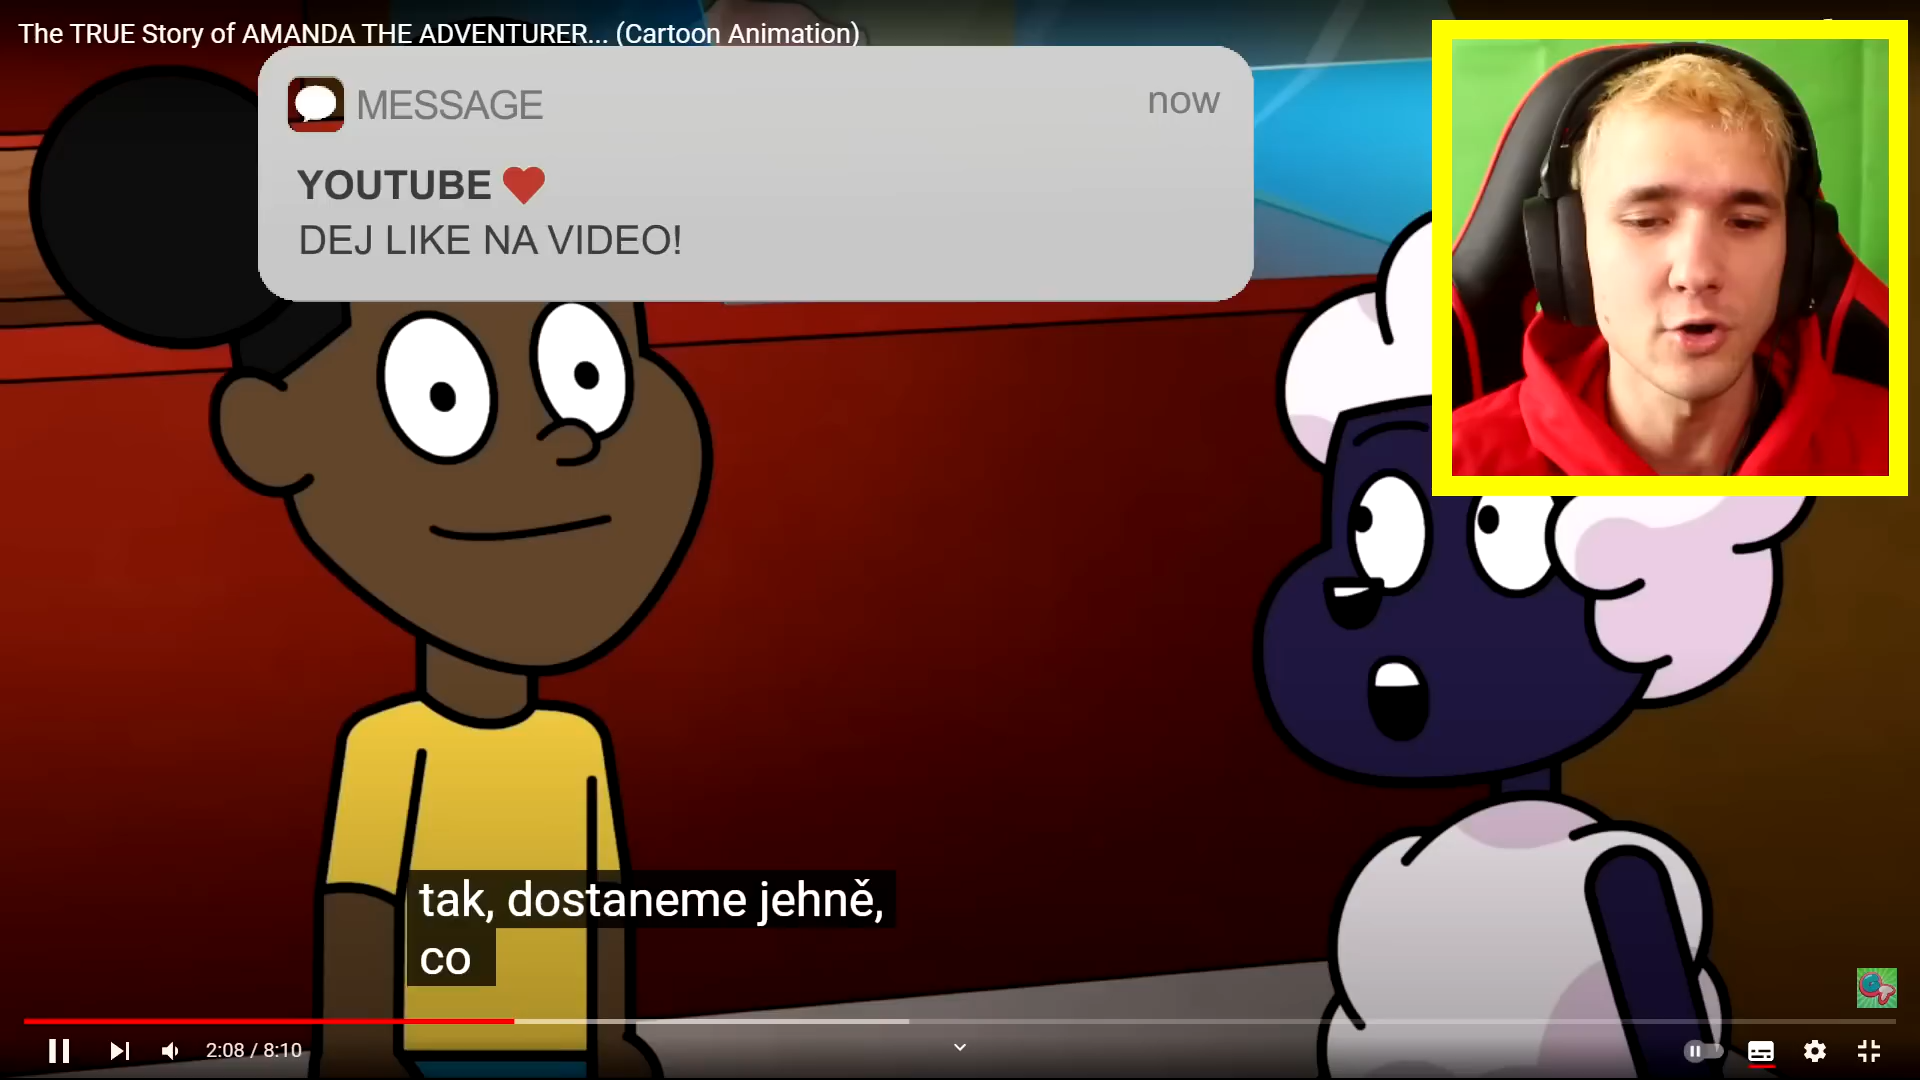 The TRUE Story of AMANDA THE ADVENTURER... (Cartoon Animation)
MESSAGE
now
YOUTUBE
DEJ LIKE NA VIDEO!
tak, dostaneme jehně,
co
2:08 / 8:10